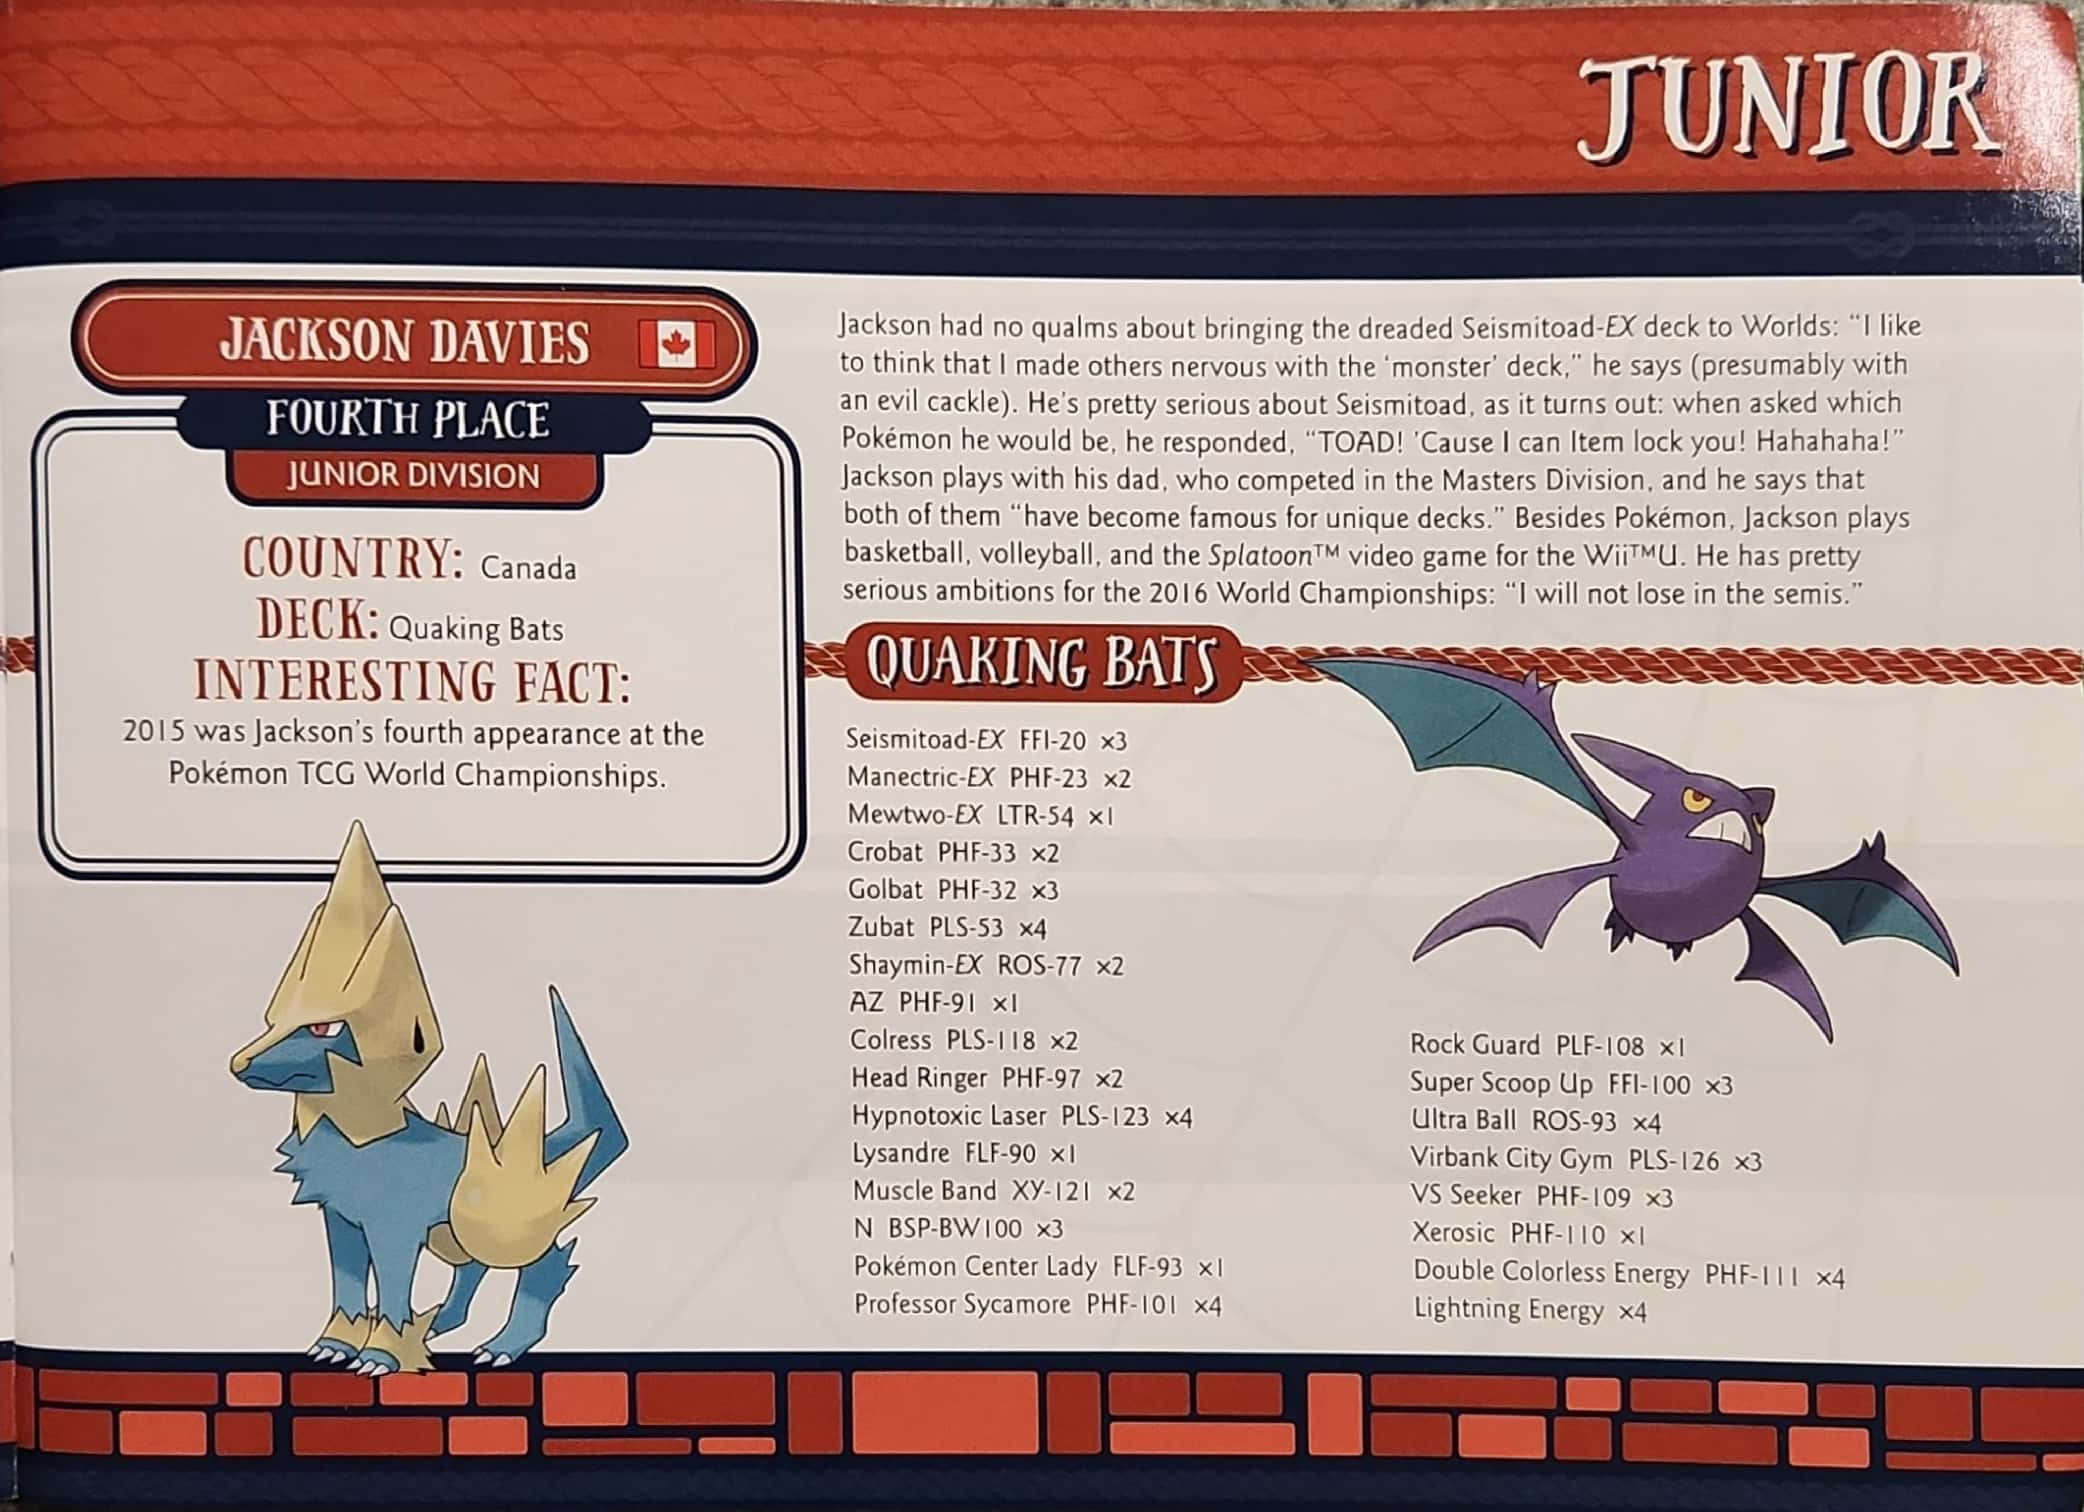 JUNIOR
JACKSON DAVIES
FOURTH PLACE
JUNIOR DIVISION
COUNTRY: Canada
DECK: Quaking Bats
INTERESTING FACT:
2015 was Jackson's fourth appearance at the
Pokémon TCG World Championships.
Jackson had no qualms about bringing the dreaded Seismitoad-EX deck to Worlds: "I like
to think that I made others nervous with the 'monster' deck," he says (presumably with
an evil cackle). He's pretty serious about Seismitoad, as it turns out: when asked which
Pokémon he would be, he responded, "TOAD! 'Cause I can Item lock you! Hahahaha!"
Jackson plays with his dad, who competed in the Masters Division, and he says that
both of them "have become famous for unique decks." Besides Pokémon, Jackson plays
basketball, volleyball, and the Splatoon™ video game for the Wii™U. He has pretty
serious ambitions for the 2016 World Championships: "I will not lose in the semis."
QUAKING BATS
Seismitoad-EX FFI-20 ×3
Manectric-EX PHF-23 ×2
Mewtwo-EX LTR-54 ×1
Crobat PHF-33 ×2
Golbat PHF-32 ×3
Zubat PLS-53 ×4
Shaymin-EX ROS-77 ×2
AZ PHF-91 ×1
Colress PLS-118 ×2
Head Ringer PHF-97 ×2
Hypnotoxic Laser PLS-123 ×4
Lysandre FLF-90 ×1
Muscle Band XY-121 ×2
N BSP-BW100 ×3
Pokémon Center Lady FLF-93 ×1
Professor Sycamore PHF-101 ×4
Rock Guard PLF-108 ×1
Super Scoop Up FFI-100 ×3
Ultra Ball ROS-93 ×4
Virbank City Gym PLS-126 ×3
VS Seeker PHF-109 ×3
Xerosic PHF-110 ×1
Double Colorless Energy PHF-111 ×4
Lightning Energy ×4